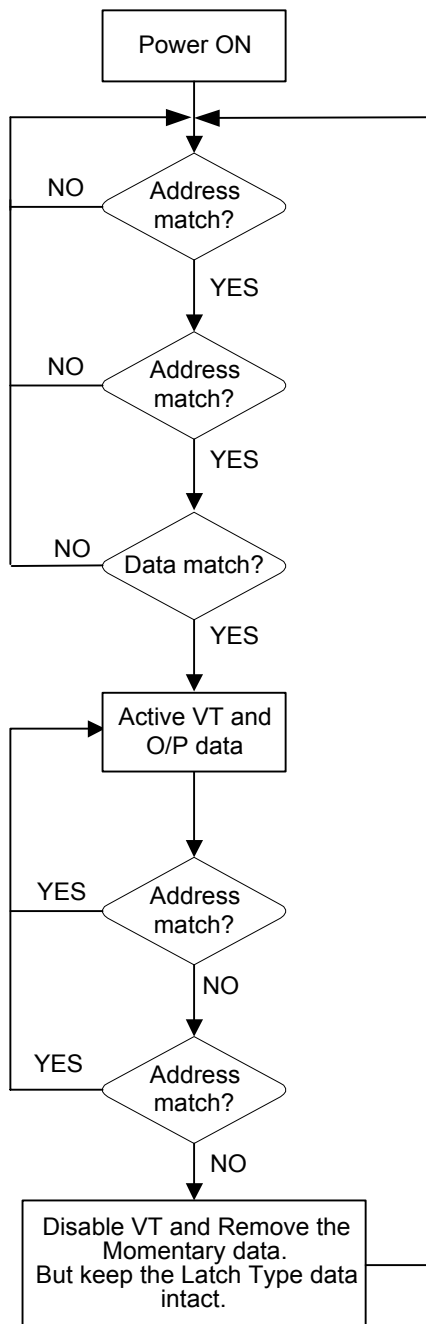 Power ON
NO
Address
match?
YES
NO
Address
match?
YES
NO
Data match?
YES
Active VT and
O/P data
YES
Address
match?
NO
YES
Address
match?
NO
Disable VT and Remove the
Momentary data.
But keep the Latch Type data
intact.